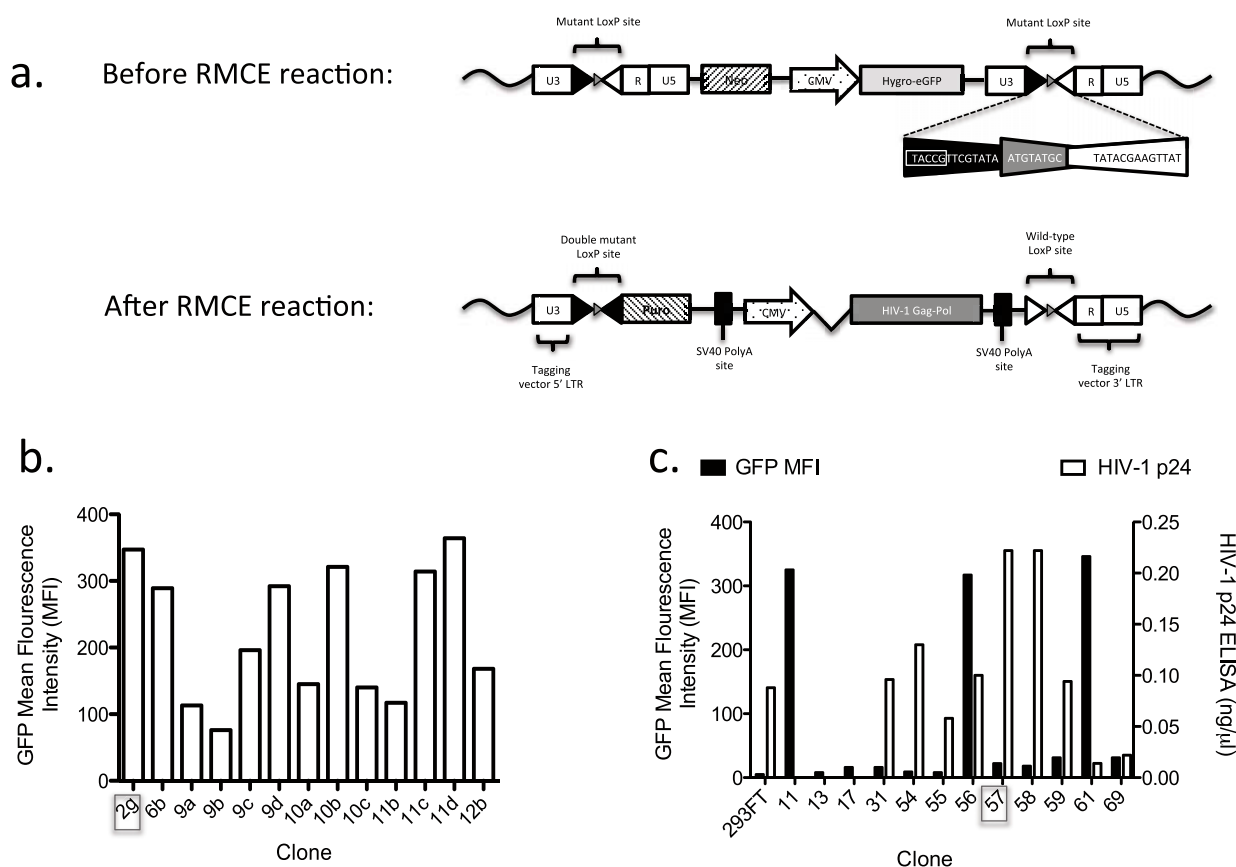 a.
Before RMCE reaction:
Mutant LoxP site
Mutant LoxP site
U3
R
U5
Neo
CMV
Hygro-eGFP
U3
R
U5
TACCGTTCGTATA
ATGTATGC
TATACGAAGTTAT
After RMCE reaction:
Double mutant
LoxP site
Wild-type
LoxP site
U3
Puro
CMV
HIV-1 Gag-Pol
R
U5
SV40 PolyA
site
SV40 PolyA
site
Tagging
vector 5' LTR
Tagging
vector 3' LTR
b.
GFP Mean Flourescence
Intensity (MFI)
400
300
200
100
0
2g
6b
9a
9b
9c
9d
10a
10b
10c
11b
11c
11d
12b
Clone
c.
GFP MFI
HIV-1 p24
GFP Mean Flourescence
Intensity (MFI)
400
300
200
100
0
0.25
0.20
0.15
0.10
0.05
0.00
HIV-1 p24 ELISA
(ng/µl)
293FT
11
13
17
31
54
55
56
57
58
59
61
69
Clone